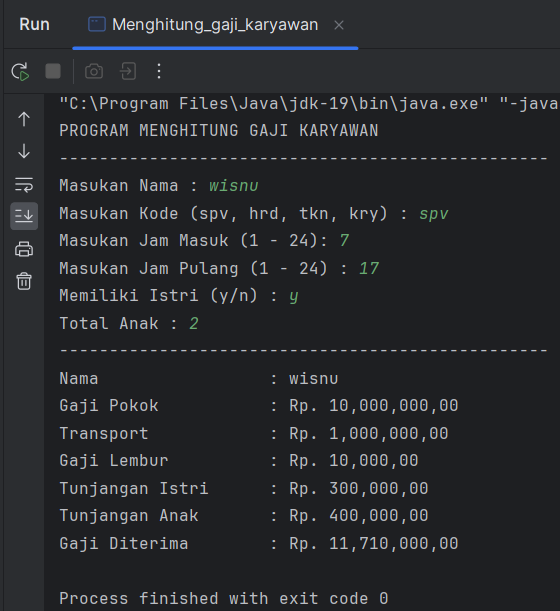 Run
Menghitung_gaji_karyawan
"C:\Program Files\Java\jdk-19\bin\java.exe" "-java
PROGRAM MENGHITUNG GAJI KARYAWAN
-------------------------------------------------
Masukan Nama : wisnu
Masukan Kode (spv, hrd, tkn, kry) : spv
Masukan Jam Masuk (1 - 24): 7
Masukan Jam Pulang (1 - 24) : 17
Memiliki Istri (y/n) : y
Total Anak : 2
-------------------------------------------------
Nama                 : wisnu
Gaji Pokok           : Rp. 10,000,000,00
Transport            : Rp. 1,000,000,00
Gaji Lembur          : Rp. 10,000,00
Tunjangan Istri      : Rp. 300,000,00
Tunjangan Anak       : Rp. 400,000,00
Gaji Diterima        : Rp. 11,710,000,00
Process finished with exit code 0